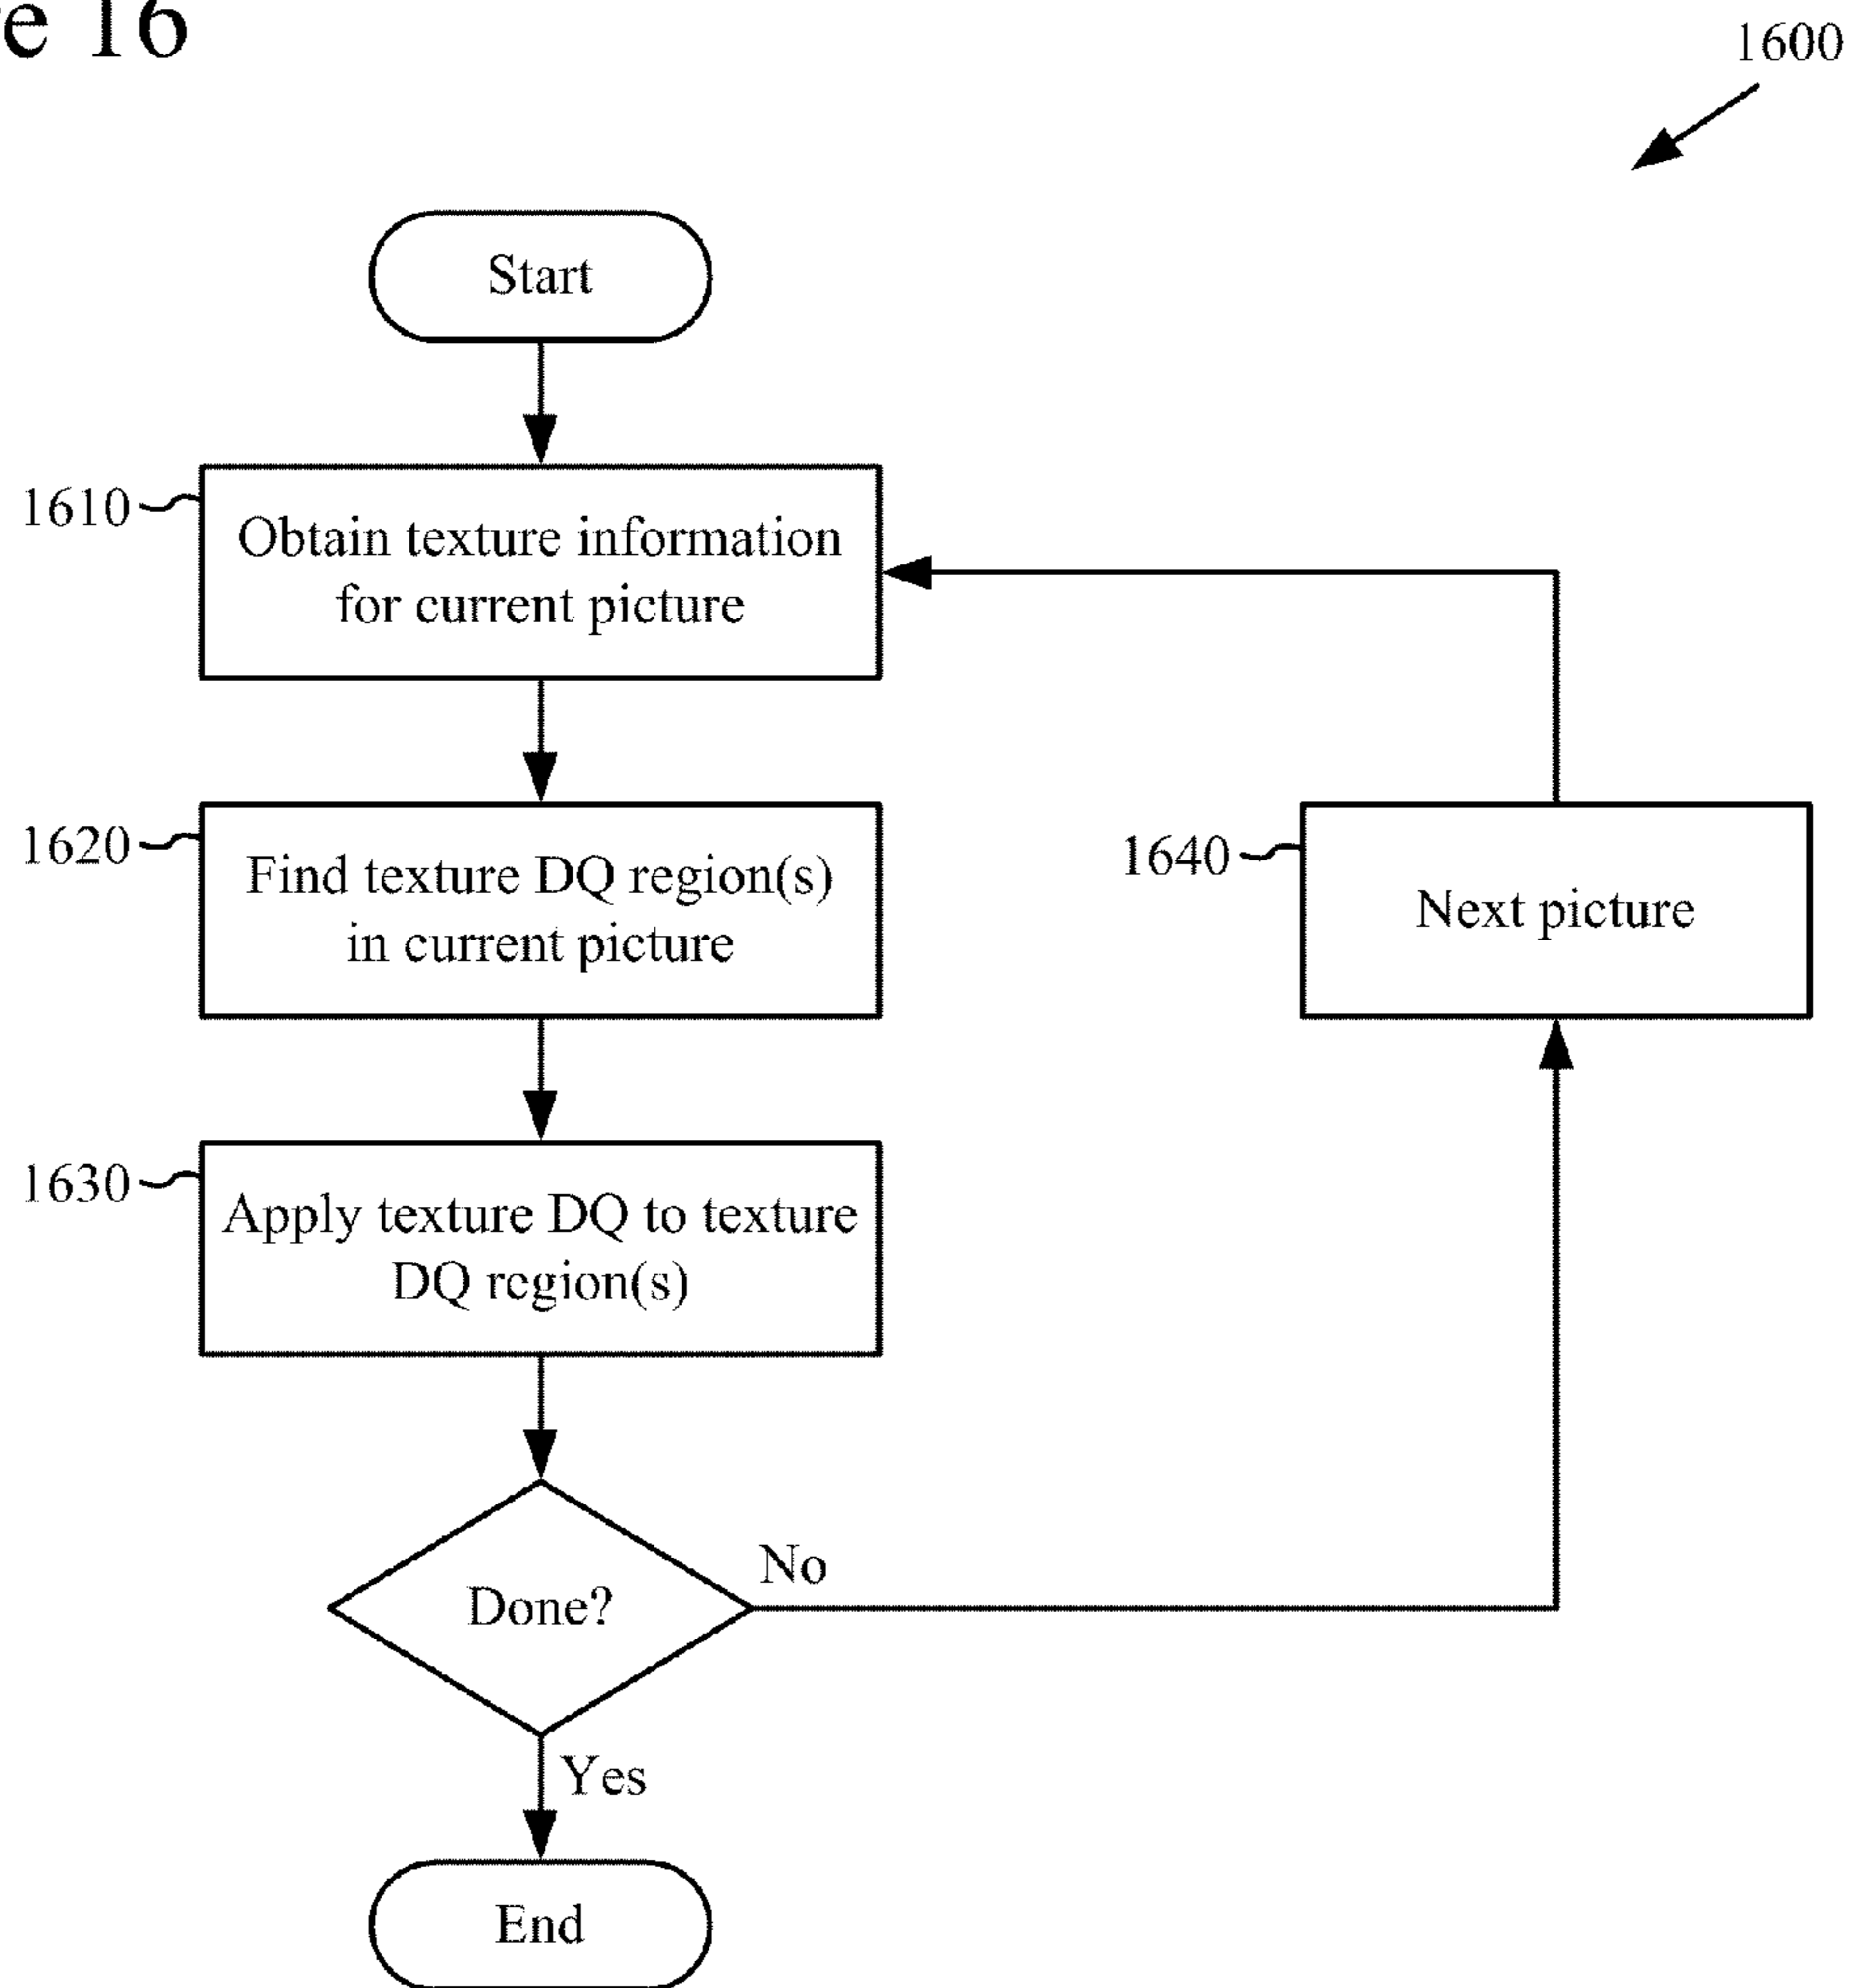 e 16
1600
Start
1610
Obtain texture information
for current picture
1620
Find texture DQ region(s)
in current picture
1640
Next picture
1630
Apply texture DQ to texture
DQ region(s)
Done?
No
Yes
End